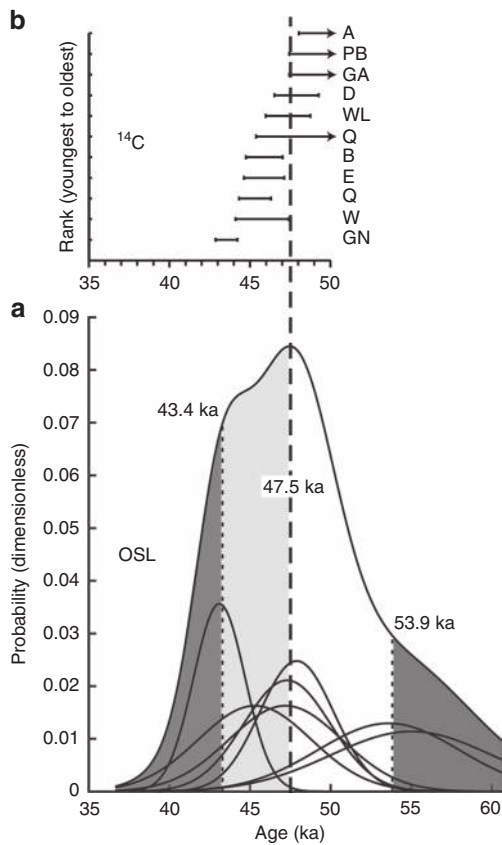 b
Rank (youngest to oldest)
14C
A
PB
GA
D
WL
Q
B
E
Q
W
GN
35 40 45 50
a
Probability (dimensionless)
0.09
0.08
0.07
0.06
0.05
0.04
0.03
0.02
0.01
0
43.4 ka
47.5 ka
OSL
53.9 ka
35 40 45 50 55 60
Age (ka)